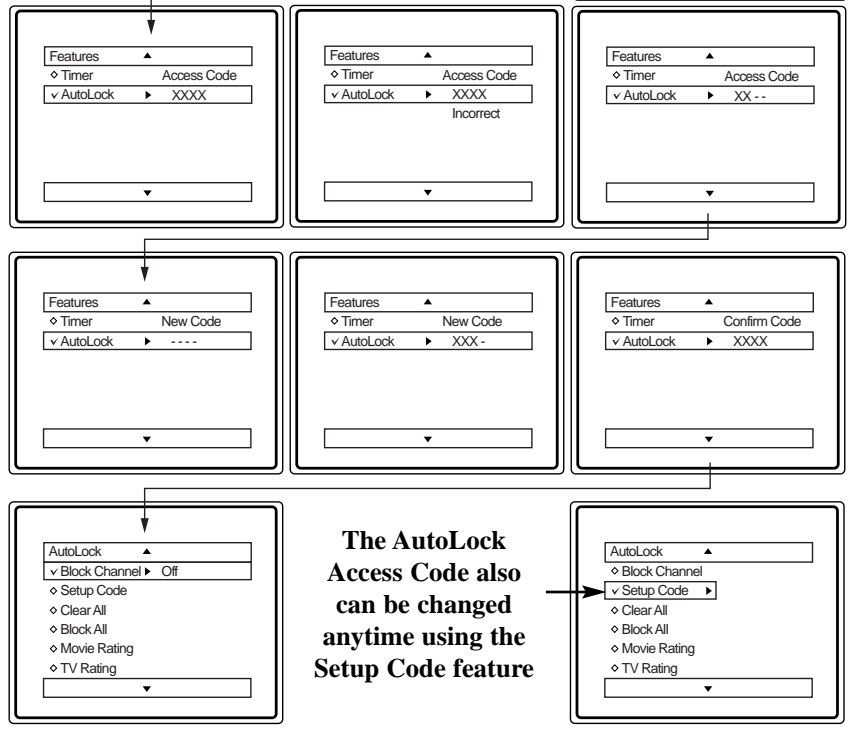 Features
Timer Access Code
AutoLock XXXX
Features
Timer Access Code
AutoLock XXXX
Incorrect
Features
Timer Access Code
AutoLock XX - -
Features
Timer New Code
AutoLock - - - -
Features
Timer New Code
AutoLock XXX -
Features
Timer Confirm Code
AutoLock XXXX
AutoLock
Block Channel Off
Setup Code
Clear All
Block All
Movie Rating
TV Rating
The AutoLock
Access Code also
can be changed
anytime using the
Setup Code feature
AutoLock
Block Channel
Setup Code
Clear All
Block All
Movie Rating
TV Rating